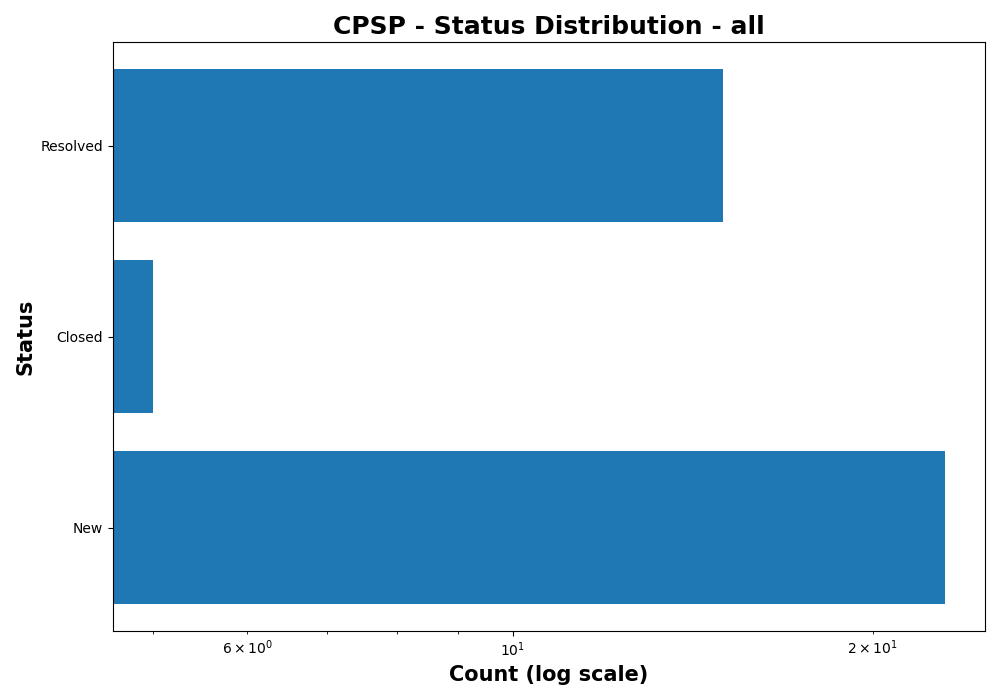 CPSP - Status Distribution - all
Resolved
Closed
New
Status
6 × 10⁰
10¹
2 × 10¹
Count (log scale)